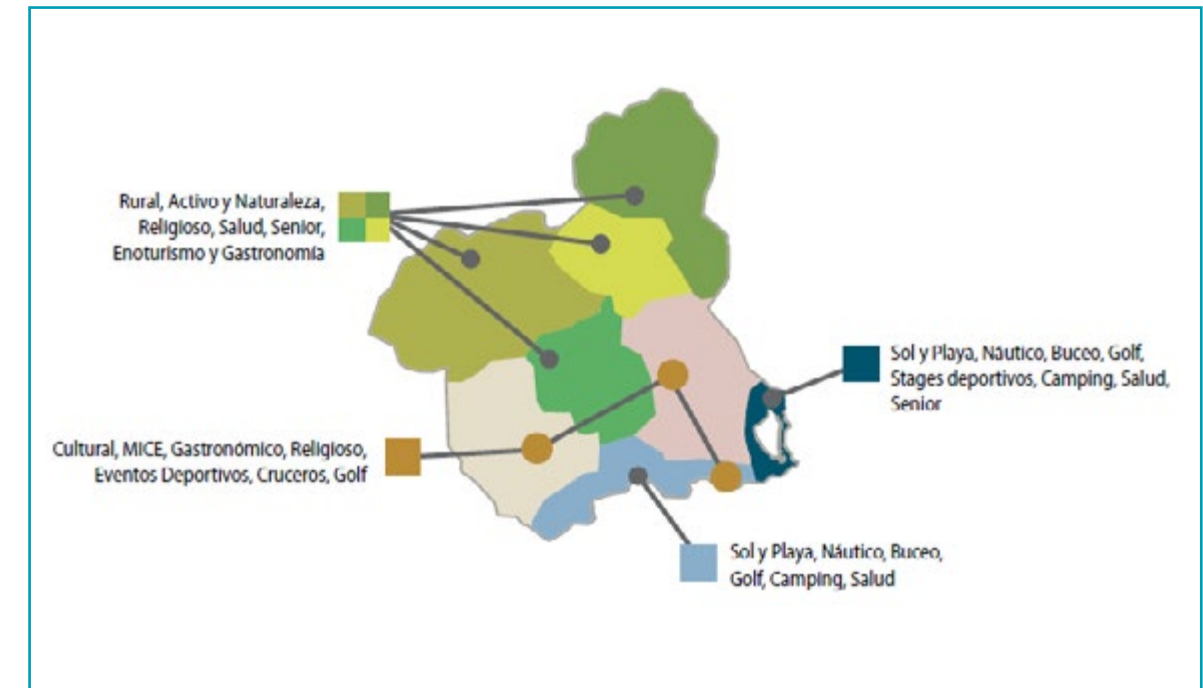 Rural, Activo y Naturaleza,
Religioso, Salud, Senior,
Enoturismo y Gastronomía
Sol y Playa, Náutico, Buceo, Golf,
Stages deportivos, Camping, Salud,
Senior
Cultural, MICE, Gastronómico, Religioso,
Eventos Deportivos, Cruceros, Golf
Sol y Playa, Náutico, Buceo,
Golf, Camping, Salud